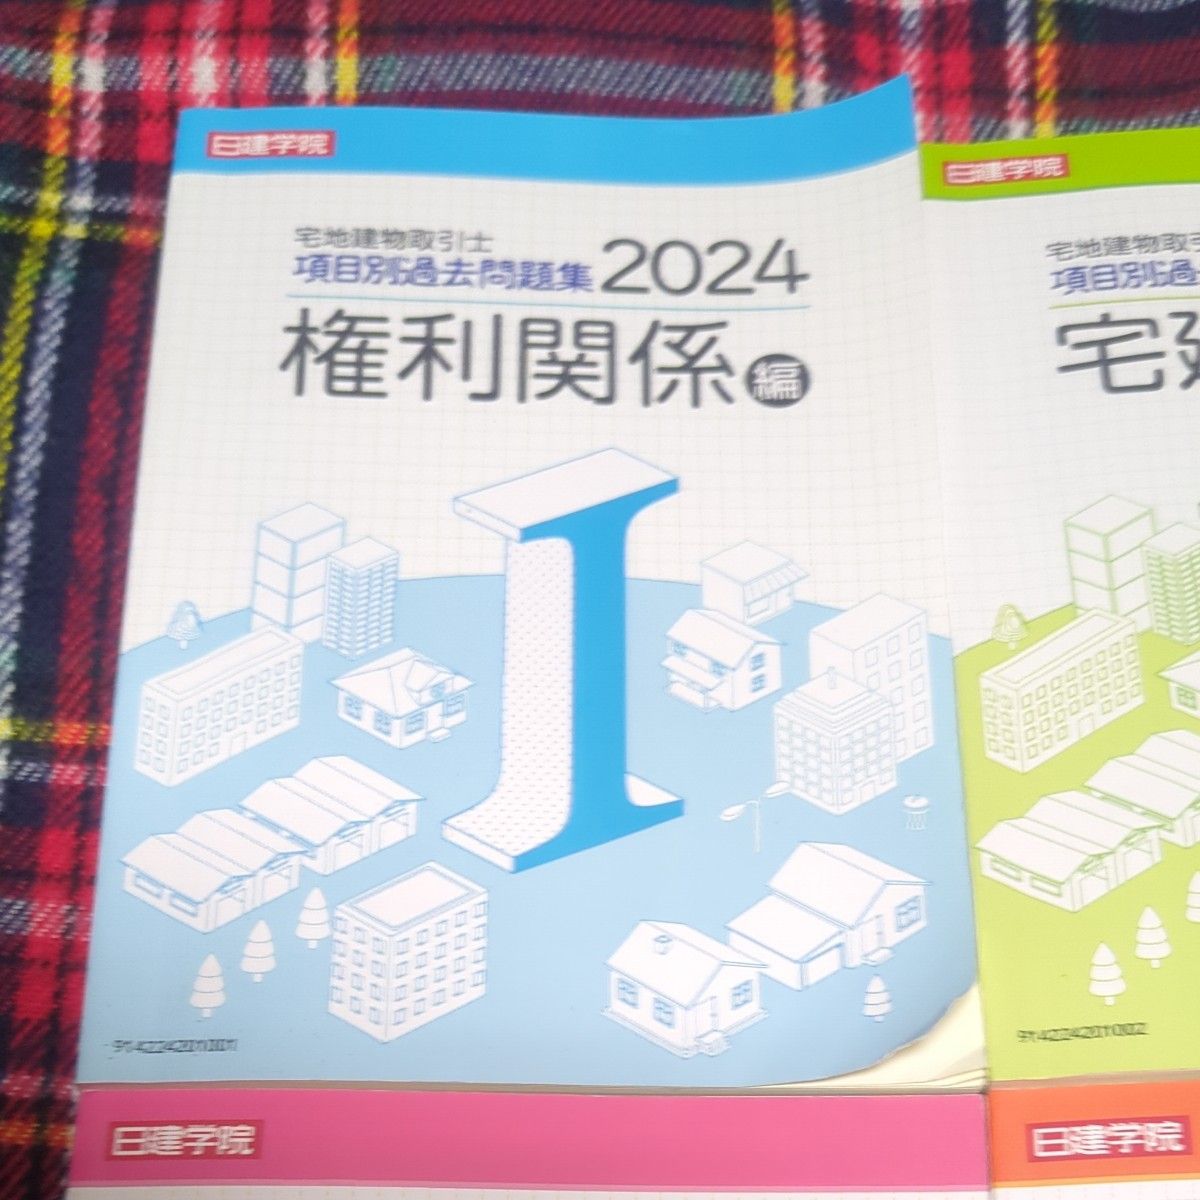 日建学院
宅地建物取引士
項目別過去問題集 2024
権利関係 編
I
914224201001
日建学院
宅地建物取
項目別過
宅建
914224201002
日建学院
日建学院